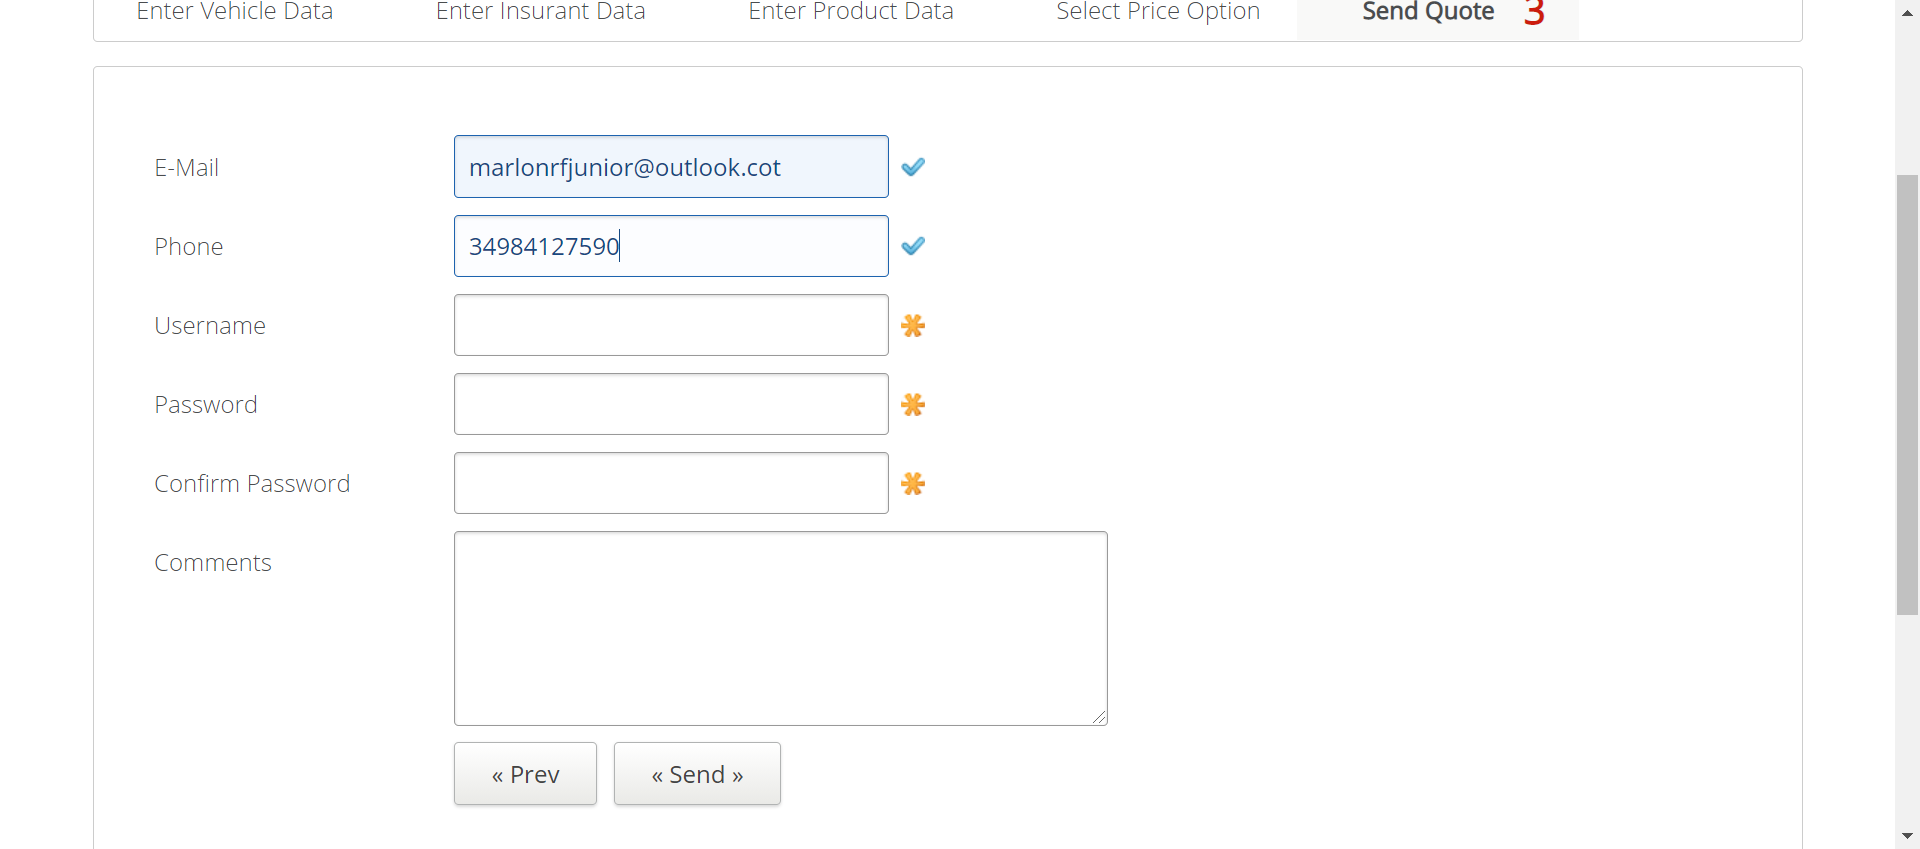 Enter Vehicle Data Enter Insurant Data Enter Product Data Select Price Option Send Quote 3
E-Mail marlonrfjunior@outlook.cot
Phone 34984127590
Username
Password
Confirm Password
Comments
« Prev « Send »